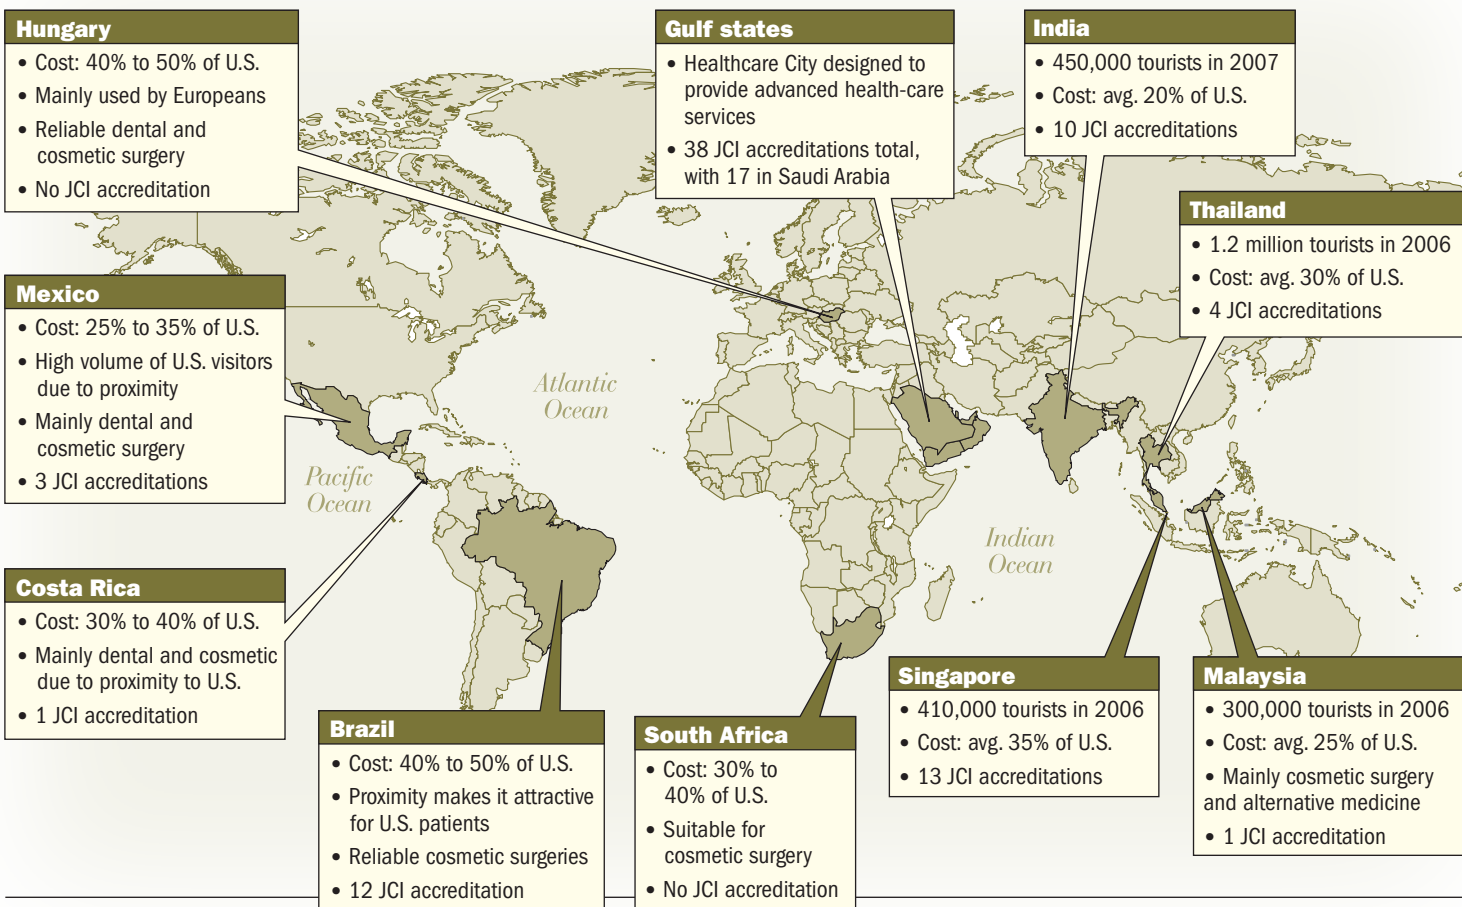 Hungary
• Cost: 40% to 50% of U.S.
• Mainly used by Europeans
• Reliable dental and
cosmetic surgery
• No JCI accreditation
Gulf states
• Healthcare City designed to
provide advanced health-care
services
• 38 JCI accreditations total,
with 17 in Saudi Arabia
India
• 450,000 tourists in 2007
• Cost: avg. 20% of U.S.
• 10 JCI accreditations
Thailand
• 1.2 million tourists in 2006
• Cost: avg. 30% of U.S.
• 4 JCI accreditations
Mexico
• Cost: 25% to 35% of U.S.
• High volume of U.S. visitors
due to proximity
• Mainly dental and
cosmetic surgery
• 3 JCI accreditations
Atlantic
Ocean
Pacific
Ocean
Indian
Ocean
Costa Rica
• Cost: 30% to 40% of U.S.
• Mainly dental and cosmetic
due to proximity to U.S.
• 1 JCI accreditation
Brazil
• Cost: 40% to 50% of U.S.
• Proximity makes it attractive
for U.S. patients
• Reliable cosmetic surgeries
• 12 JCI accreditation
South Africa
• Cost: 30% to
40% of U.S.
• Suitable for
cosmetic surgery
• No JCI accreditation
Singapore
• 410,000 tourists in 2006
• Cost: avg. 35% of U.S.
• 13 JCI accreditations
Malaysia
• 300,000 tourists in 2006
• Cost: avg. 25% of U.S.
• Mainly cosmetic surgery
and alternative medicine
• 1 JCI accreditation